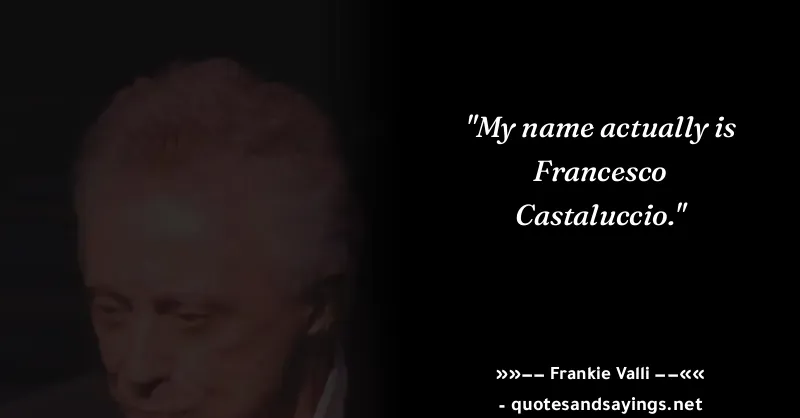 "My name actually is
Francesco
Castaluccio."
»»—— Frankie Valli ——««
- quotesandsayings.net